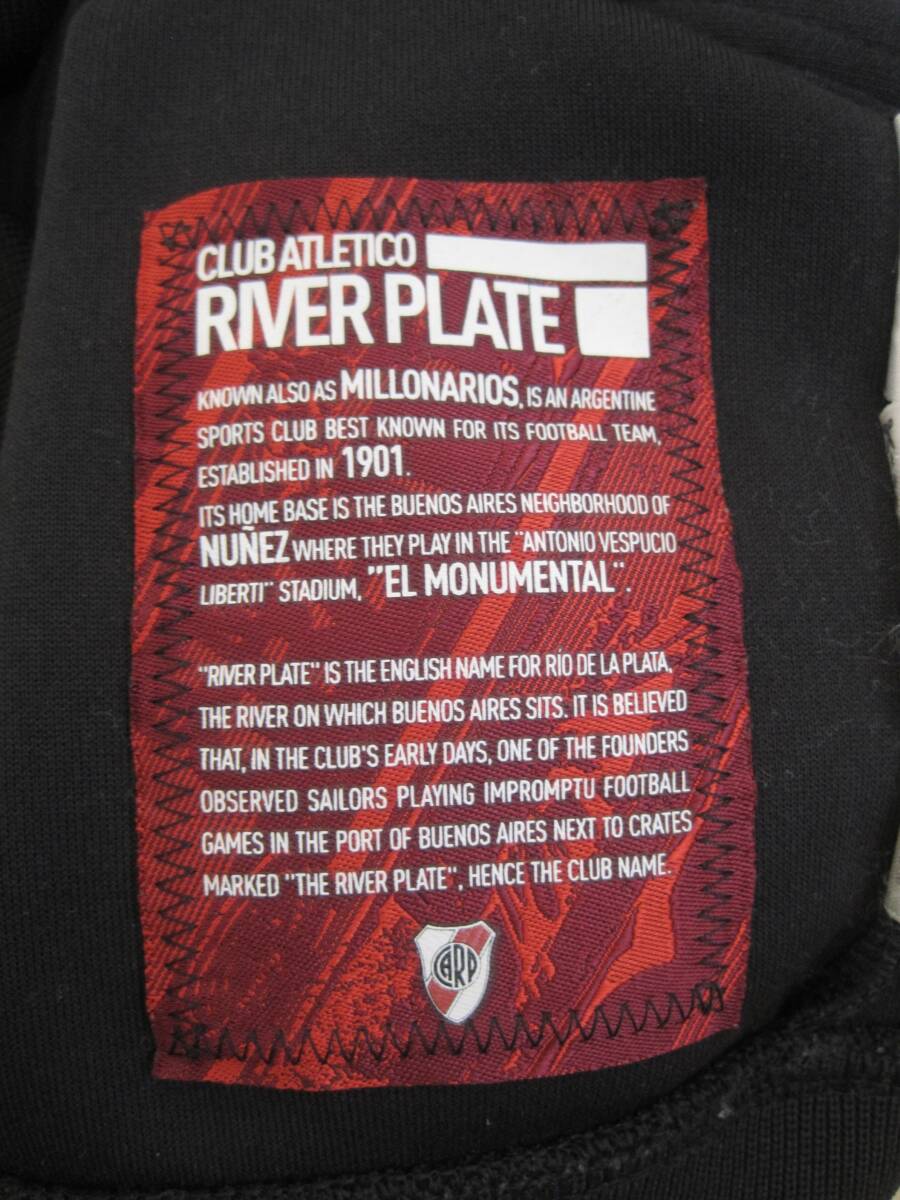 CLUB ATLETICO
RIVER PLATE
KNOWN ALSO AS MILLONARIOS, IS AN ARGENTINE
SPORTS CLUB BEST KNOWN FOR ITS FOOTBALL TEAM,
ESTABLISHED IN 1901.
ITS HOME BASE IS THE BUENOS AIRES NEIGHBORHOOD OF
NUÑEZ WHERE THEY PLAY IN THE "ANTONIO VESPUCIO
LIBERTI" STADIUM, "EL MONUMENTAL".
"RIVER PLATE" IS THE ENGLISH NAME FOR RÍO DE LA PLATA,
THE RIVER ON WHICH BUENOS AIRES SITS. IT IS BELIEVED
THAT, IN THE CLUB'S EARLY DAYS, ONE OF THE FOUNDERS
OBSERVED SAILORS PLAYING IMPROMPTU FOOTBALL
GAMES IN THE PORT OF BUENOS AIRES NEXT TO CRATES
MARKED "THE RIVER PLATE", HENCE THE CLUB NAME.
CARP